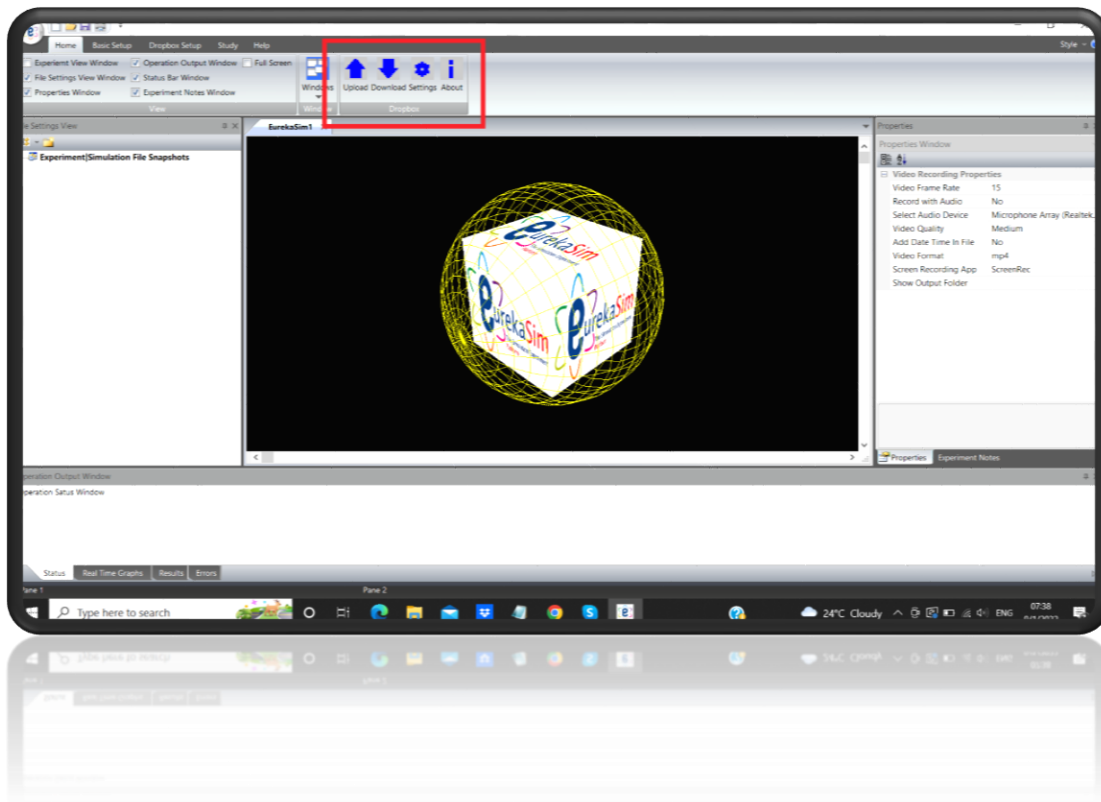 Home Basic Setup Dropbox Setup Study Help Style
Experient View Window Operation Output Window Full Screen
File Settings View Window Status Bar Window
Properties Window Experiment Notes Window
Windows Upload Download Settings About
View Window Dropbox
Settings View EurekaSim1 Properties
Properties Window
Experiment|Simulation File Snapshots
Video Recording Properties
Video Frame Rate 15
Record with Audio No
Select Audio Device Microphone Array (Realtek.
Video Quality Medium
Add Date Time In File No
Video Format mp4
Screen Recording App ScreenRec
Show Output Folder
eurekaSim
eurekaSim
eurekaSim
Properties Experiment Notes
Operation Output Window
Operation Satus Window
Status Real Time Graphs Results Errors
Pane 1 Pane 2
Type here to search 24°C Cloudy ENG 07:38